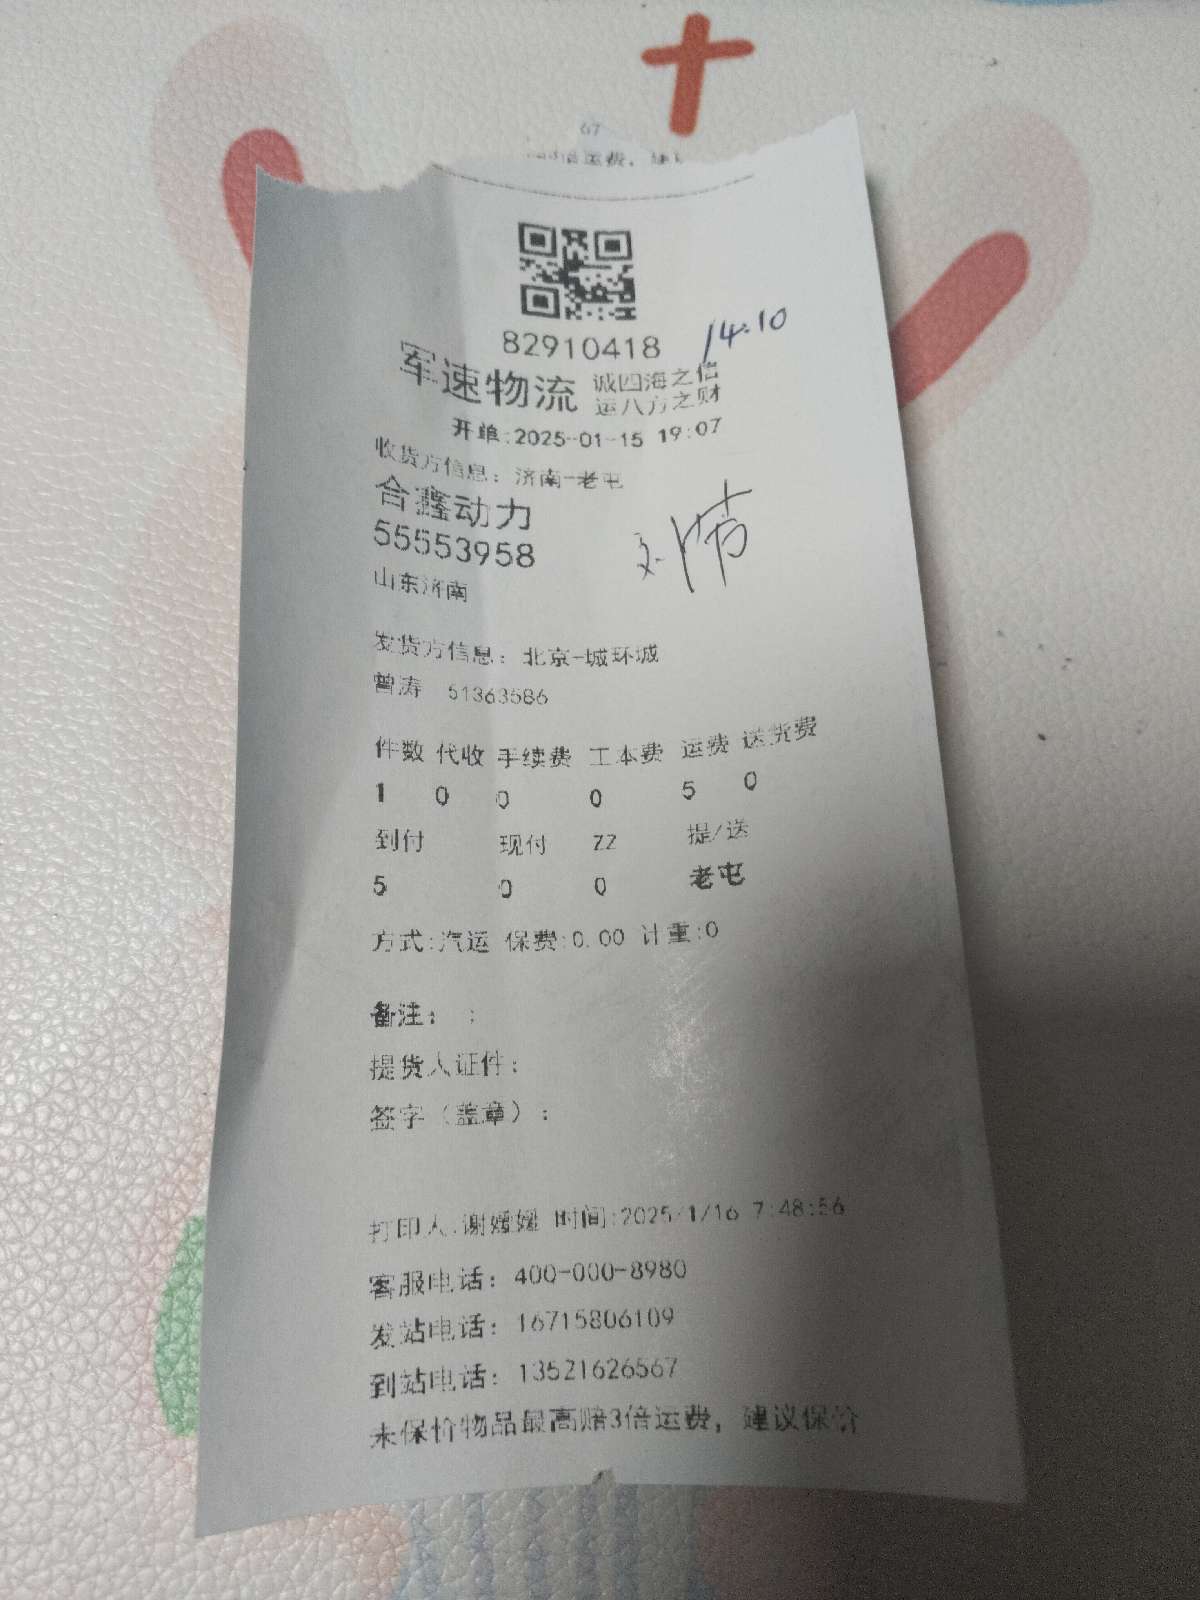 67
运费，建
82910418
14:10
军速物流 诚四海之信
运八方之财
开单:2025-01-15 19:07
收货方信息：济南-老屯
合鑫动力
55553958
山东济南
发货方信息：北京-城环城
曾涛 51363586
件数 代收 手续费 工本费 运费 送货费
1 0 0 0 5 0
到付 现付 ZZ 提/送
5 0 0 老屯
方式:汽运 保费:0.00 计重:0
备注： :
提货人证件：
签字（盖章）：
打印人:谢嫒嫒 时间:2025/1/16 7:48:56
客服电话：400-000-8980
发站电话：16715806109
到站电话：13521626567
未保价物品最高赔3倍运费，建议保价